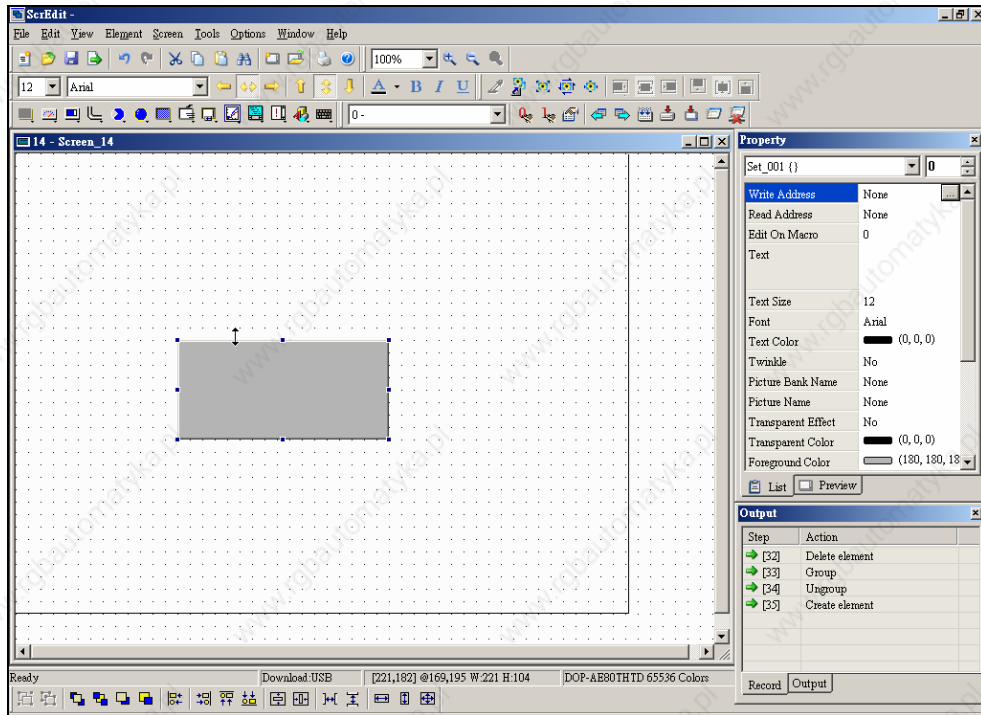 ScrEdit -
File Edit View Element Screen Tools Options Window Help
100%
12 Arial A B I U
0 -
14 - Screen_14
Property
Set_001 {} 0
Write Address None ...
Read Address None
Edit On Macro 0
Text
Text Size 12
Font Arial
Text Color (0, 0, 0)
Twinkle No
Picture Bank Name None
Picture Name None
Transparent Effect No
Transparent Color (0, 0, 0)
Foreground Color (180, 180, 18
List Preview
Output
Step Action
[32] Delete element
[33] Group
[34] Ungroup
[35] Create element
Record Output
Ready Download:USB [221,182] @169,195 W:221 H:104 DOP-AE80THTD 65536 Colors
www.rgbautomatyka.pl